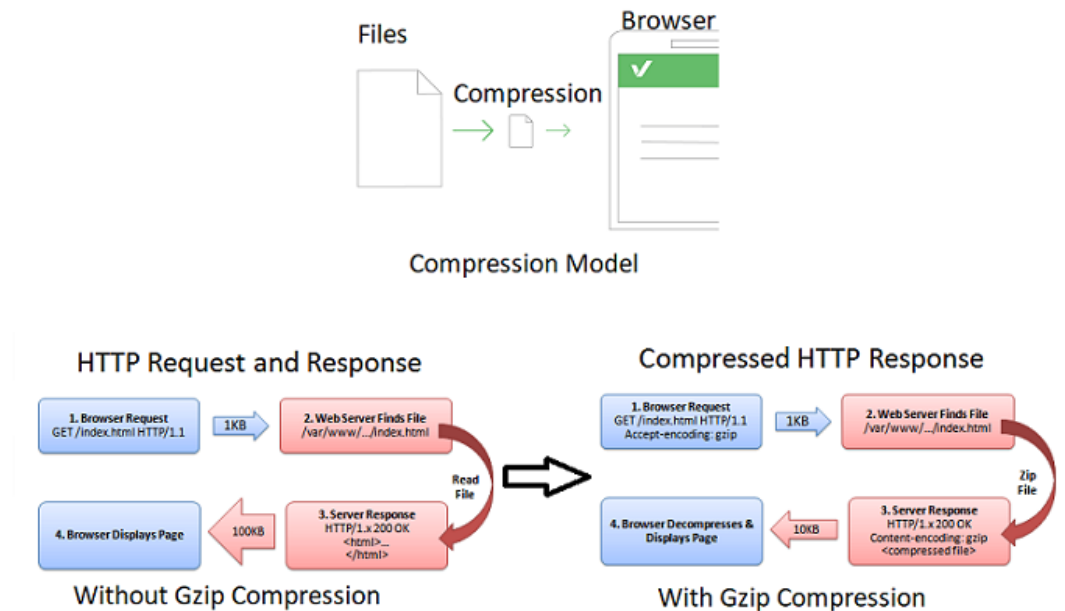 Files
Browser
Compression
Compression Model
HTTP Request and Response
1. Browser Request
GET /index.html HTTP/1.1
1KB
2. Web Server Finds File
/var/www/.../index.html
Read
File
3. Server Response
HTTP/1.x 200 OK
<html>...
</html>
100KB
4. Browser Displays Page
Without Gzip Compression
Compressed HTTP Response
1. Browser Request
GET /index.html HTTP/1.1
Accept-encoding: gzip
1KB
2. Web Server Finds File
/var/www/.../index.html
Zip
File
3. Server Response
HTTP/1.x 200 OK
Content-encoding: gzip
<compressed file>
10KB
4. Browser Decompresses &
Displays Page
With Gzip Compression